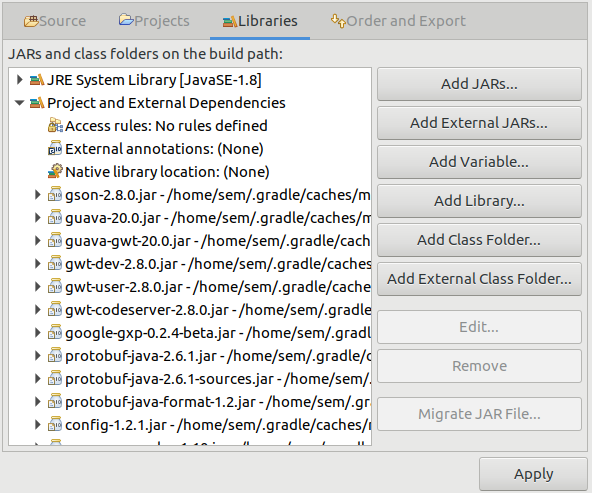 Source Projects Libraries Order and Export
JARs and class folders on the build path:
JRE System Library [JavaSE-1.8]
Project and External Dependencies
Access rules: No rules defined
External annotations: (None)
Native library location: (None)
gson-2.8.0.jar - /home/sem/.gradle/caches/m
guava-20.0.jar - /home/sem/.gradle/caches/m
guava-gwt-20.0.jar - /home/sem/.gradle/cach
gwt-dev-2.8.0.jar - /home/sem/.gradle/caches
gwt-user-2.8.0.jar - /home/sem/.gradle/caches
gwt-codeserver-2.8.0.jar - /home/sem/.gradle
google-gxp-0.2.4-beta.jar - /home/sem/.gradl
protobuf-java-2.6.1.jar - /home/sem/.gradle/c
protobuf-java-2.6.1-sources.jar - /home/sem/
protobuf-java-format-1.2.jar - /home/sem/.gra
config-1.2.1.jar - /home/sem/.gradle/caches/m
Add JARs...
Add External JARs...
Add Variable...
Add Library...
Add Class Folder...
Add External Class Folder...
Edit...
Remove
Migrate JAR File...
Apply